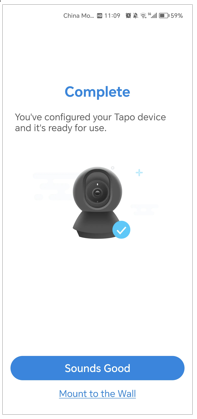 China Mo... 11:09 59%
Complete
You've configured your Tapo device
and it's ready for use.
Sounds Good
Mount to the Wall